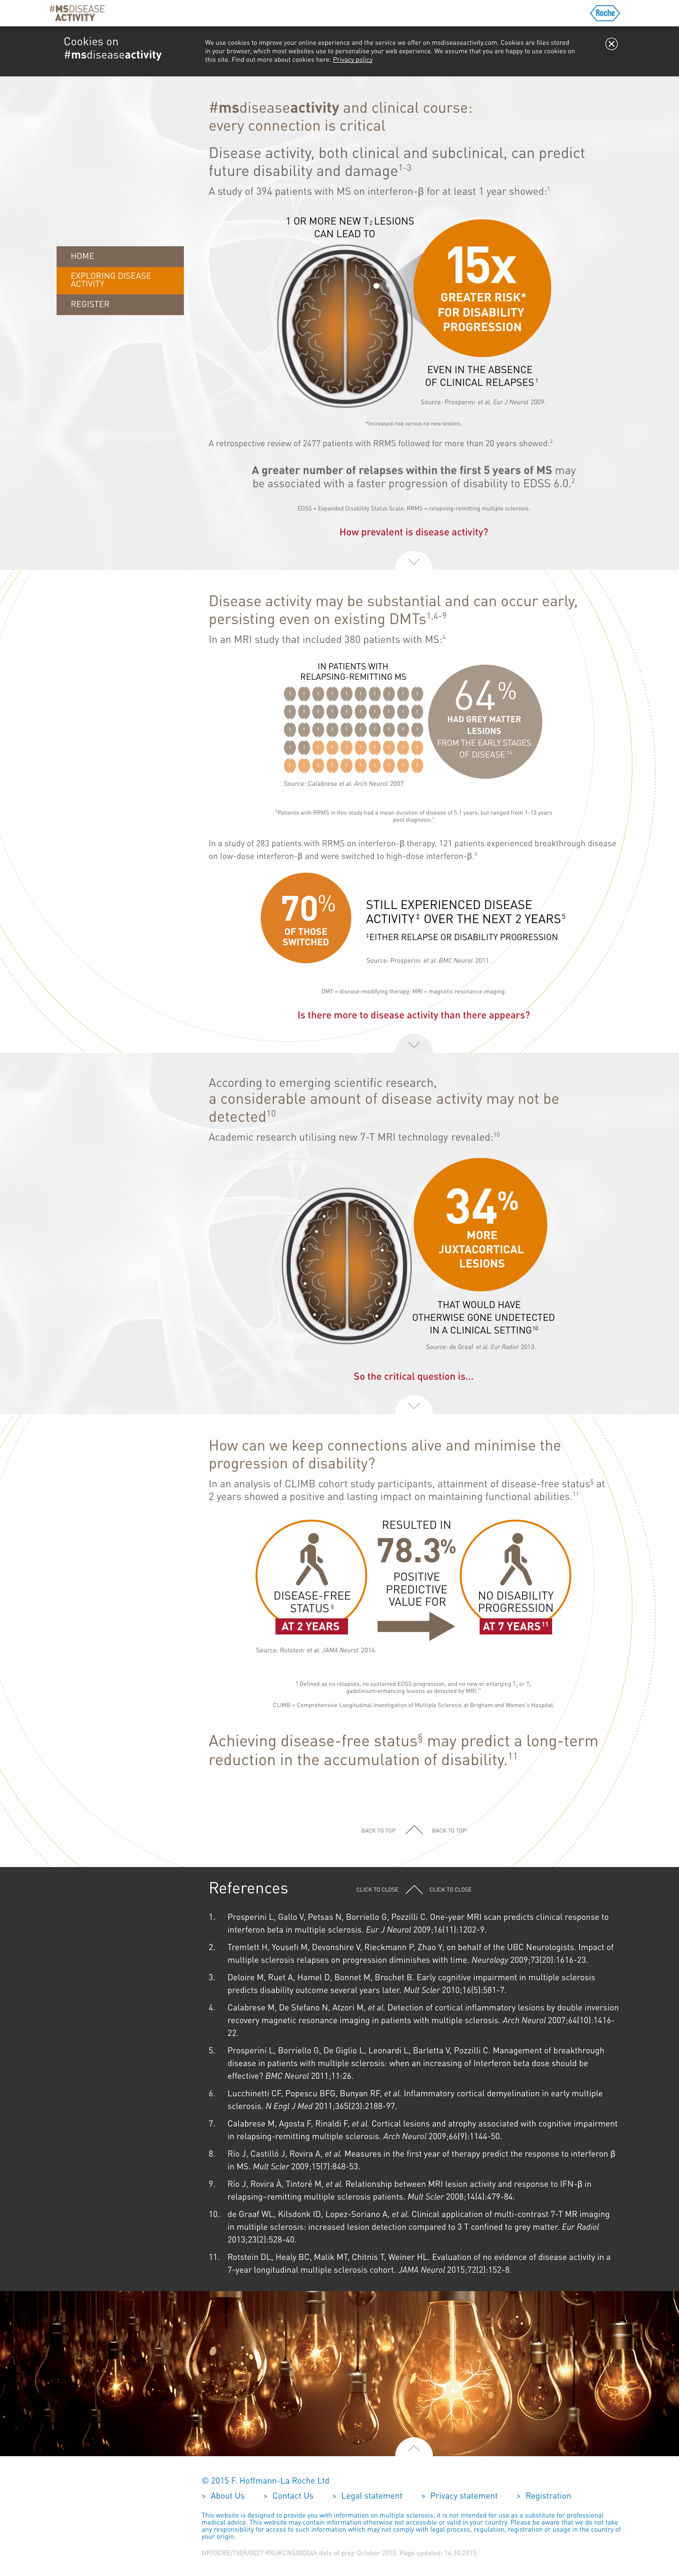 #MSDISEASE
ACTIVITY
Roche
Cookies on
#msdiseaseactivity
We use cookies to improve your online experience and the service we offer on msdiseaseactivity.com. Cookies are files stored
in your browser, which most websites use to personalise your web experience. We assume that you are happy to use cookies on
this site. Find out more about cookies here: Privacy policy
#msdiseaseactivity and clinical course:
every connection is critical
Disease activity, both clinical and subclinical, can predict
future disability and damage1-3
A study of 394 patients with MS on interferon-β for at least 1 year showed:1
HOME
EXPLORING DISEASE
ACTIVITY
REGISTER
1 OR MORE NEW T2 LESIONS
CAN LEAD TO
15x
GREATER RISK*
FOR DISABILITY
PROGRESSION
EVEN IN THE ABSENCE
OF CLINICAL RELAPSES1
Source: Prosperini et al. Eur J Neurol 2009.
*Increased risk versus no new lesions.
A retrospective review of 2477 patients with RRMS followed for more than 20 years showed:2
A greater number of relapses within the first 5 years of MS may
be associated with a faster progression of disability to EDSS 6.0.2
EDSS = Expanded Disability Status Scale; RRMS = relapsing-remitting multiple sclerosis.
How prevalent is disease activity?
Disease activity may be substantial and can occur early,
persisting even on existing DMTs1,4-9
In an MRI study that included 380 patients with MS:4
IN PATIENTS WITH
RELAPSING-REMITTING MS
64%
HAD GREY MATTER
LESIONS
FROM THE EARLY STAGES
OF DISEASE†4
Source: Calabrese et al. Arch Neurol 2007.
†Patients with RRMS in this study had a mean duration of disease of 5.1 years, but ranged from 1-13 years
post diagnosis.4
In a study of 283 patients with RRMS on interferon-β therapy, 121 patients experienced breakthrough disease
on low-dose interferon-β and were switched to high-dose interferon-β.5
70%
OF THOSE
SWITCHED
STILL EXPERIENCED DISEASE
ACTIVITY‡ OVER THE NEXT 2 YEARS5
‡EITHER RELAPSE OR DISABILITY PROGRESSION
Source: Prosperini et al. BMC Neurol 2011.
DMT = disease-modifying therapy; MRI = magnetic resonance imaging.
Is there more to disease activity than there appears?
According to emerging scientific research,
a considerable amount of disease activity may not be
detected10
Academic research utilising new 7-T MRI technology revealed:10
34%
MORE
JUXTACORTICAL
LESIONS
THAT WOULD HAVE
OTHERWISE GONE UNDETECTED
IN A CLINICAL SETTING10
Source: de Graaf et al. Eur Radiol 2013.
So the critical question is...
How can we keep connections alive and minimise the
progression of disability?
In an analysis of CLIMB cohort study participants, attainment of disease-free status§ at
2 years showed a positive and lasting impact on maintaining functional abilities.11
DISEASE-FREE
STATUS§
AT 2 YEARS
RESULTED IN
78.3%
POSITIVE
PREDICTIVE
VALUE FOR
NO DISABILITY
PROGRESSION
AT 7 YEARS11
Source: Rotstein et al. JAMA Neurol 2014.
§ Defined as no relapses, no sustained EDSS progression, and no new or enlarging T2 or T1
gadolinium-enhancing lesions as detected by MRI.11
CLIMB = Comprehensive Longitudinal Investigation of Multiple Sclerosis at Brigham and Women's Hospital.
Achieving disease-free status§ may predict a long-term
reduction in the accumulation of disability.11
BACK TO TOP BACK TO TOP
References
CLICK TO CLOSE CLICK TO CLOSE
1. Prosperini L, Gallo V, Petsas N, Borriello G, Pozzilli C. One-year MRI scan predicts clinical response to
interferon beta in multiple sclerosis. Eur J Neurol 2009;16(11):1202-9.
2. Tremlett H, Yousefi M, Devonshire V, Rieckmann P, Zhao Y; on behalf of the UBC Neurologists. Impact of
multiple sclerosis relapses on progression diminishes with time. Neurology 2009;73(20):1616-23.
3. Deloire M, Ruet A, Hamel D, Bonnet M, Brochet B. Early cognitive impairment in multiple sclerosis
predicts disability outcome several years later. Mult Scler 2010;16(5):581-7.
4. Calabrese M, De Stefano N, Atzori M, et al. Detection of cortical inflammatory lesions by double inversion
recovery magnetic resonance imaging in patients with multiple sclerosis. Arch Neurol 2007;64(10):1416-
22.
5. Prosperini L, Borriello G, De Giglio L, Leonardi L, Barletta V, Pozzilli C. Management of breakthrough
disease in patients with multiple sclerosis: when an increasing of Interferon beta dose should be
effective? BMC Neurol 2011;11:26.
6. Lucchinetti CF, Popescu BFG, Bunyan RF, et al. Inflammatory cortical demyelination in early multiple
sclerosis. N Engl J Med 2011;365(23):2188-97.
7. Calabrese M, Agosta F, Rinaldi F, et al. Cortical lesions and atrophy associated with cognitive impairment
in relapsing-remitting multiple sclerosis. Arch Neurol 2009;66(9):1144-50.
8. Río J, Castilló J, Rovira A, et al. Measures in the first year of therapy predict the response to interferon β
in MS. Mult Scler 2009;15(7):848-53.
9. Río J, Rovira À, Tintoré M, et al. Relationship between MRI lesion activity and response to IFN-β in
relapsing–remitting multiple sclerosis patients. Mult Scler 2008;14(4):479-84.
10. de Graaf WL, Kilsdonk ID, Lopez-Soriano A, et al. Clinical application of multi-contrast 7-T MR imaging
in multiple sclerosis: increased lesion detection compared to 3 T confined to grey matter. Eur Radiol
2013;23(2):528-40.
11. Rotstein DL, Healy BC, Malik MT, Chitnis T, Weiner HL. Evaluation of no evidence of disease activity in a
7-year longitudinal multiple sclerosis cohort. JAMA Neurol 2015;72(2):152-8.
© 2015 F. Hoffmann-La Roche Ltd
> About Us > Contact Us > Legal statement > Privacy statement > Registration
This website is designed to provide you with information on multiple sclerosis, it is not intended for use as a substitute for professional
medical advice. This website may contain information otherwise not accessible or valid in your country. Please be aware that we do not take
any responsibility for access to such information which may not comply with legal process, regulation, registration or usage in the country of
your origin.
NP/OCRE/1509/0027 RXUKCNS00004h date of prep October 2015. Page updated: 14.10.2015